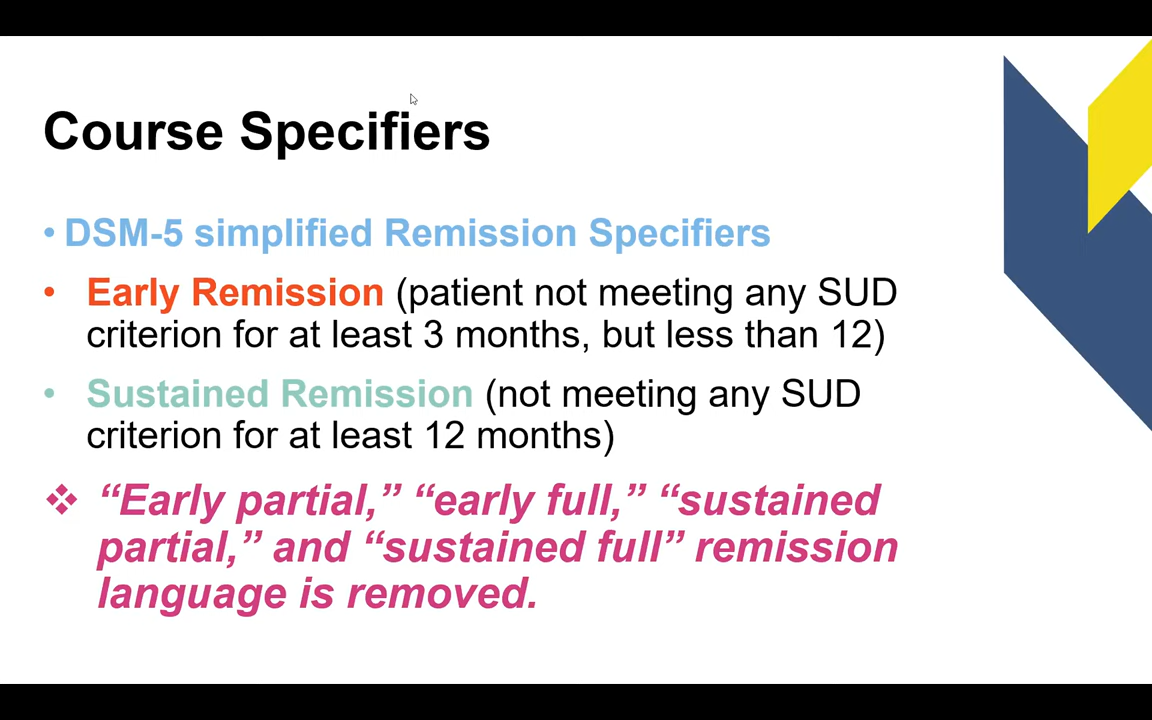 Course Specifiers
• DSM-5 simplified Remission Specifiers
• Early Remission (patient not meeting any SUD
criterion for at least 3 months, but less than 12)
• Sustained Remission (not meeting any SUD
criterion for at least 12 months)
❖ “Early partial,” “early full,” “sustained
partial,” and “sustained full” remission
language is removed.